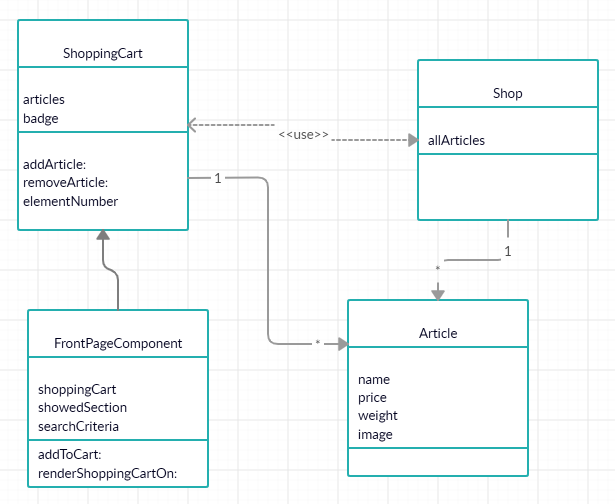 ShoppingCart
articles
badge
addArticle:
removeArticle:
elementNumber
<<use>>
Shop
allArticles
1
1
*
*
FrontPageComponent
shoppingCart
showedSection
searchCriteria
addToCart:
renderShoppingCartOn:
Article
name
price
weight
image